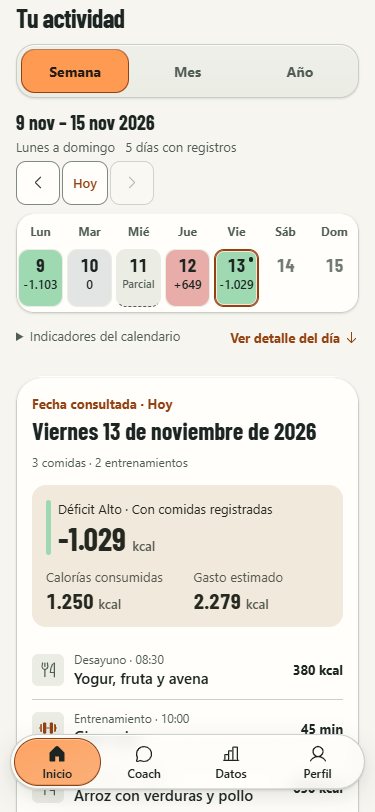 Tu actividad
Semana Mes Año
9 nov – 15 nov 2026
Lunes a domingo 5 días con registros
Hoy
Lun Mar Mié Jue Vie Sáb Dom
9 10 11 12 13 14 15
-1.103 0 Parcial +649 -1.029
Indicadores del calendario Ver detalle del día ↓
Fecha consultada · Hoy
Viernes 13 de noviembre de 2026
3 comidas · 2 entrenamientos
Déficit Alto · Con comidas registradas
-1.029 kcal
Calorías consumidas Gasto estimado
1.250 kcal 2.279 kcal
Desayuno · 08:30
Yogur, fruta y avena 380 kcal
Entrenamiento · 10:00
45 min
Inicio Coach Datos Perfil
Arroz con verduras y pollo